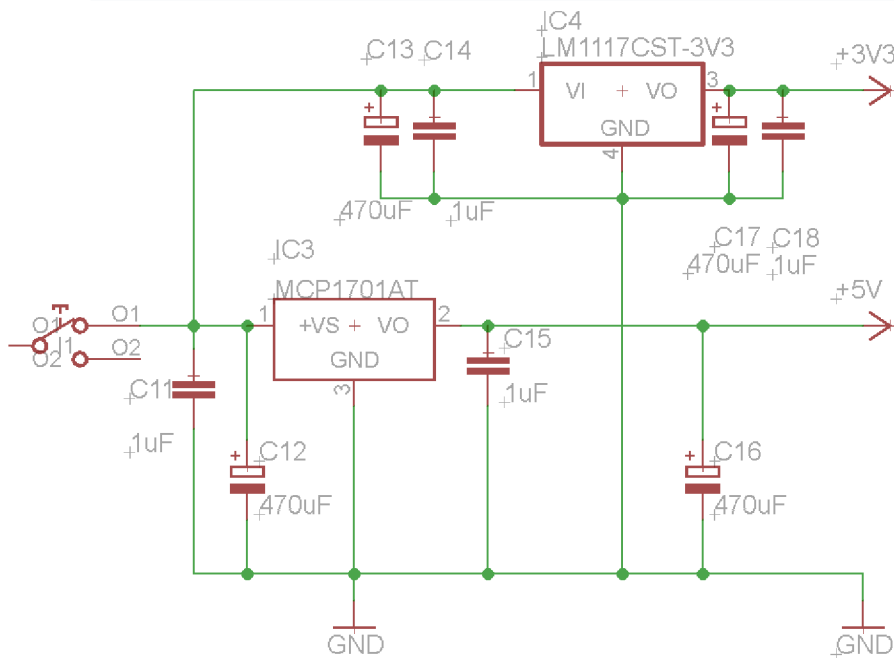 IC4
LM1117CST-3V3
C13
C14
+3V3
1
VI
VO
3
GND
4
470uF
1uF
C17
C18
470uF
1uF
IC3
MCP1701AT
+5V
O1
O1
1
+VS
VO
2
GND
3
I1
O2
O2
C15
1uF
C11
1uF
C12
470uF
C16
470uF
GND
GND